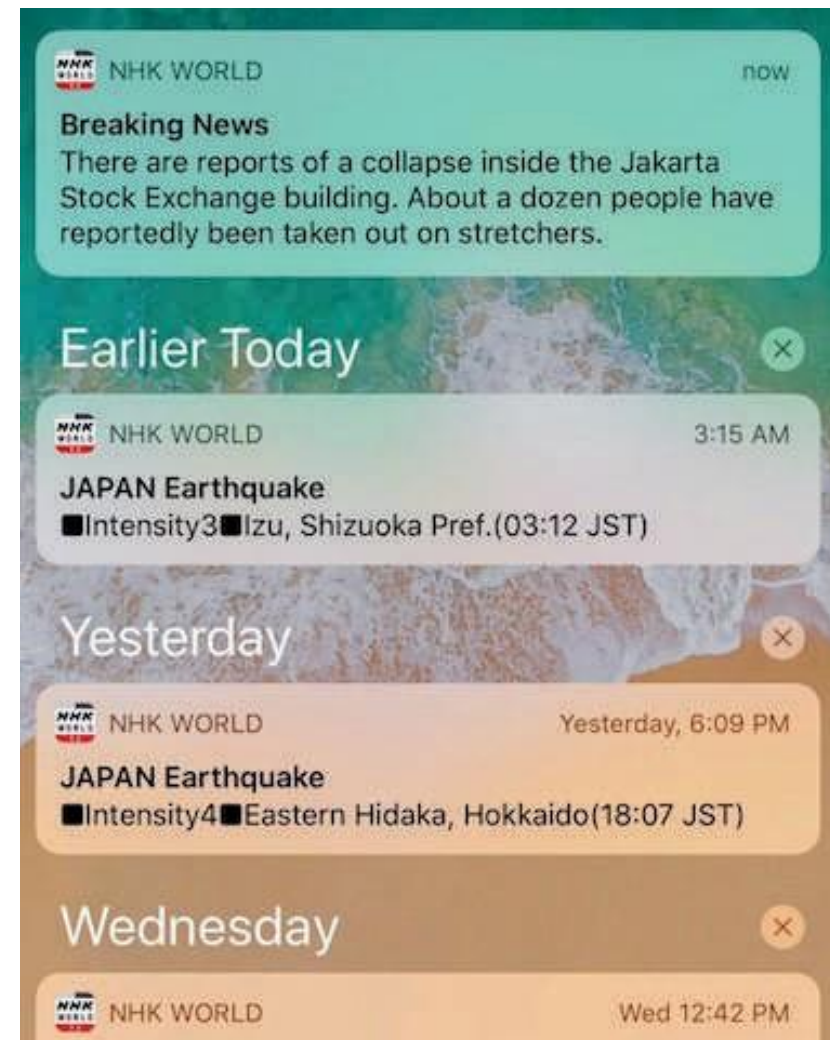 NHK WORLD now
Breaking News
There are reports of a collapse inside the Jakarta
Stock Exchange building. About a dozen people have
reportedly been taken out on stretchers.
Earlier Today
NHK WORLD 3:15 AM
JAPAN Earthquake
■Intensity3■Izu, Shizuoka Pref.(03:12 JST)
Yesterday
NHK WORLD Yesterday, 6:09 PM
JAPAN Earthquake
■Intensity4■Eastern Hidaka, Hokkaido(18:07 JST)
Wednesday
NHK WORLD Wed 12:42 PM